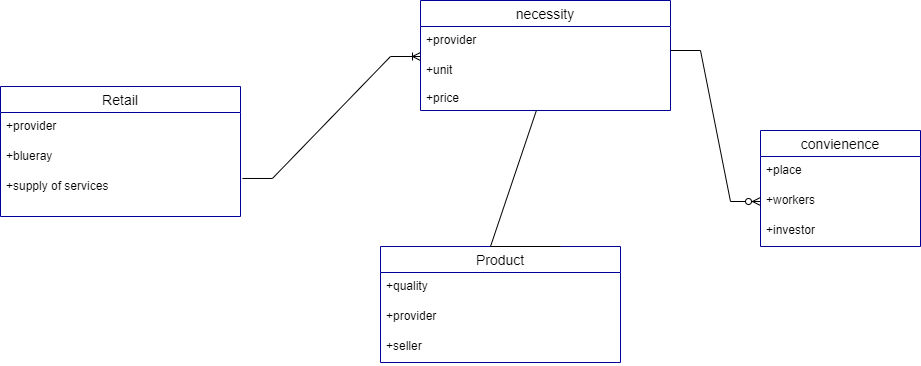 necessity
+provider
+unit
+price
Retail
+provider
+blueray
+supply of services
convienence
+place
+workers
+investor
Product
+quality
+provider
+seller